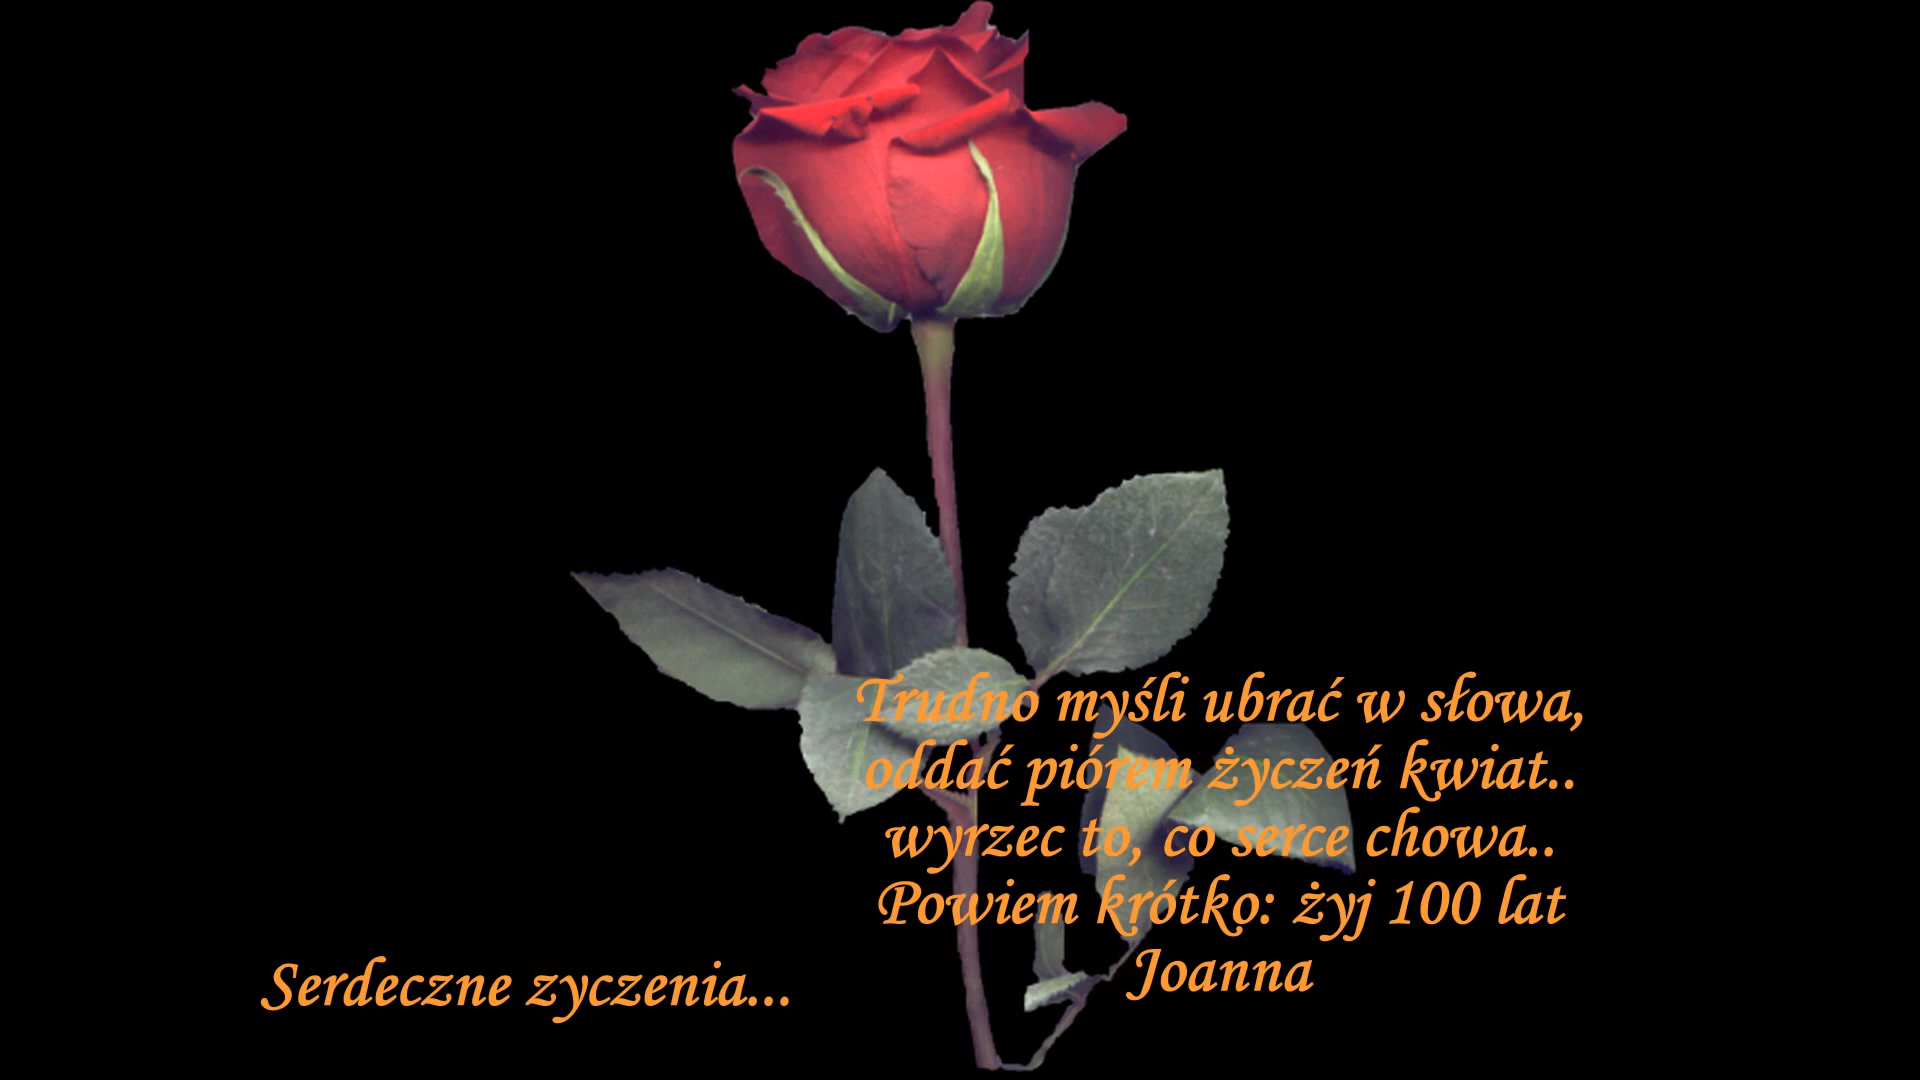 Trudno myśli ubrać w słowa,
oddać piórem życzeń kwiat..
wyrzec to, co serce chowa..
Powiem krótko: żyj 100 lat
Joanna
Serdeczne zyczenia...